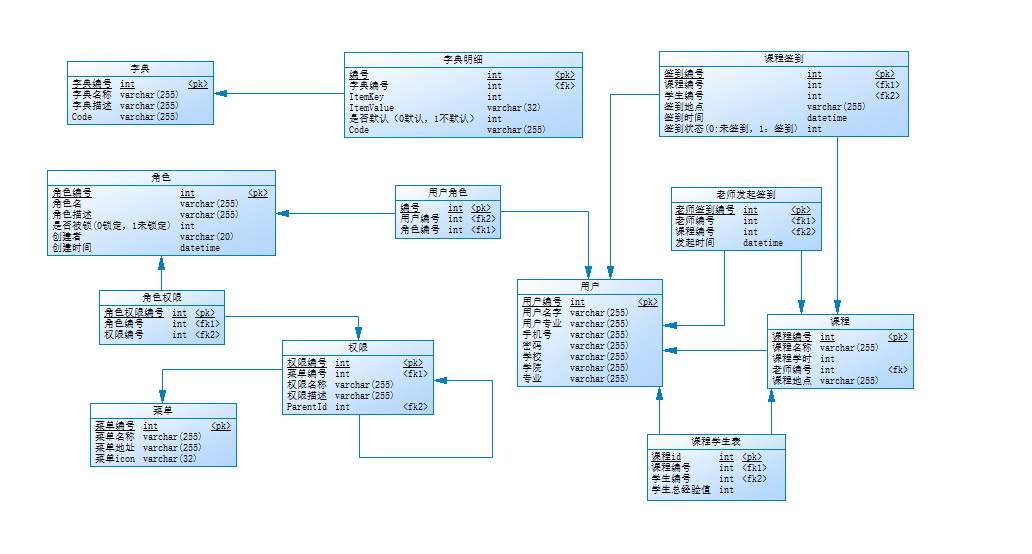 字典
字典编号 int <pk>
字典名称 varchar(255)
字典描述 varchar(255)
Code varchar(255)
字典明细
编号 int <pk>
字典编号 int <fk>
ItemKey int
ItemValue varchar(32)
是否默认（0默认，1不默认） int
Code varchar(255)
课程签到
签到编号 int <pk>
课程编号 int <fk1>
学生编号 int <fk2>
签到地点 varchar(255)
签到时间 datetime
签到状态(0:未签到，1：签到) int
角色
角色编号 int <pk>
角色名 varchar(255)
角色描述 varchar(255)
是否被锁(0锁定，1未锁定) int
创建者 varchar(20)
创建时间 datetime
用户角色
编号 int <pk>
用户编号 int <fk2>
角色编号 int <fk1>
老师发起签到
老师签到编号 int <pk>
老师编号 int <fk1>
课程编号 int <fk2>
发起时间 datetime
角色权限
角色权限编号 int <pk>
角色编号 int <fk1>
权限编号 int <fk2>
用户
用户编号 int <pk>
用户名字 varchar(255)
用户专业 varchar(255)
手机号 varchar(255)
密码 varchar(255)
学校 varchar(255)
学院 varchar(255)
专业 varchar(255)
课程
课程编号 int <pk>
课程名称 varchar(255)
课程学时 int
老师编号 int <fk>
课程地点 varchar(255)
权限
权限编号 int <pk>
菜单编号 int <fk1>
权限名称 varchar(255)
权限描述 varchar(255)
ParentId int <fk2>
菜单
菜单编号 int <pk>
菜单名称 varchar(255)
菜单地址 varchar(255)
菜单icon varchar(32)
课程学生表
课程id int <pk>
课程编号 int <fk1>
学生编号 int <fk2>
学生总经验值 int